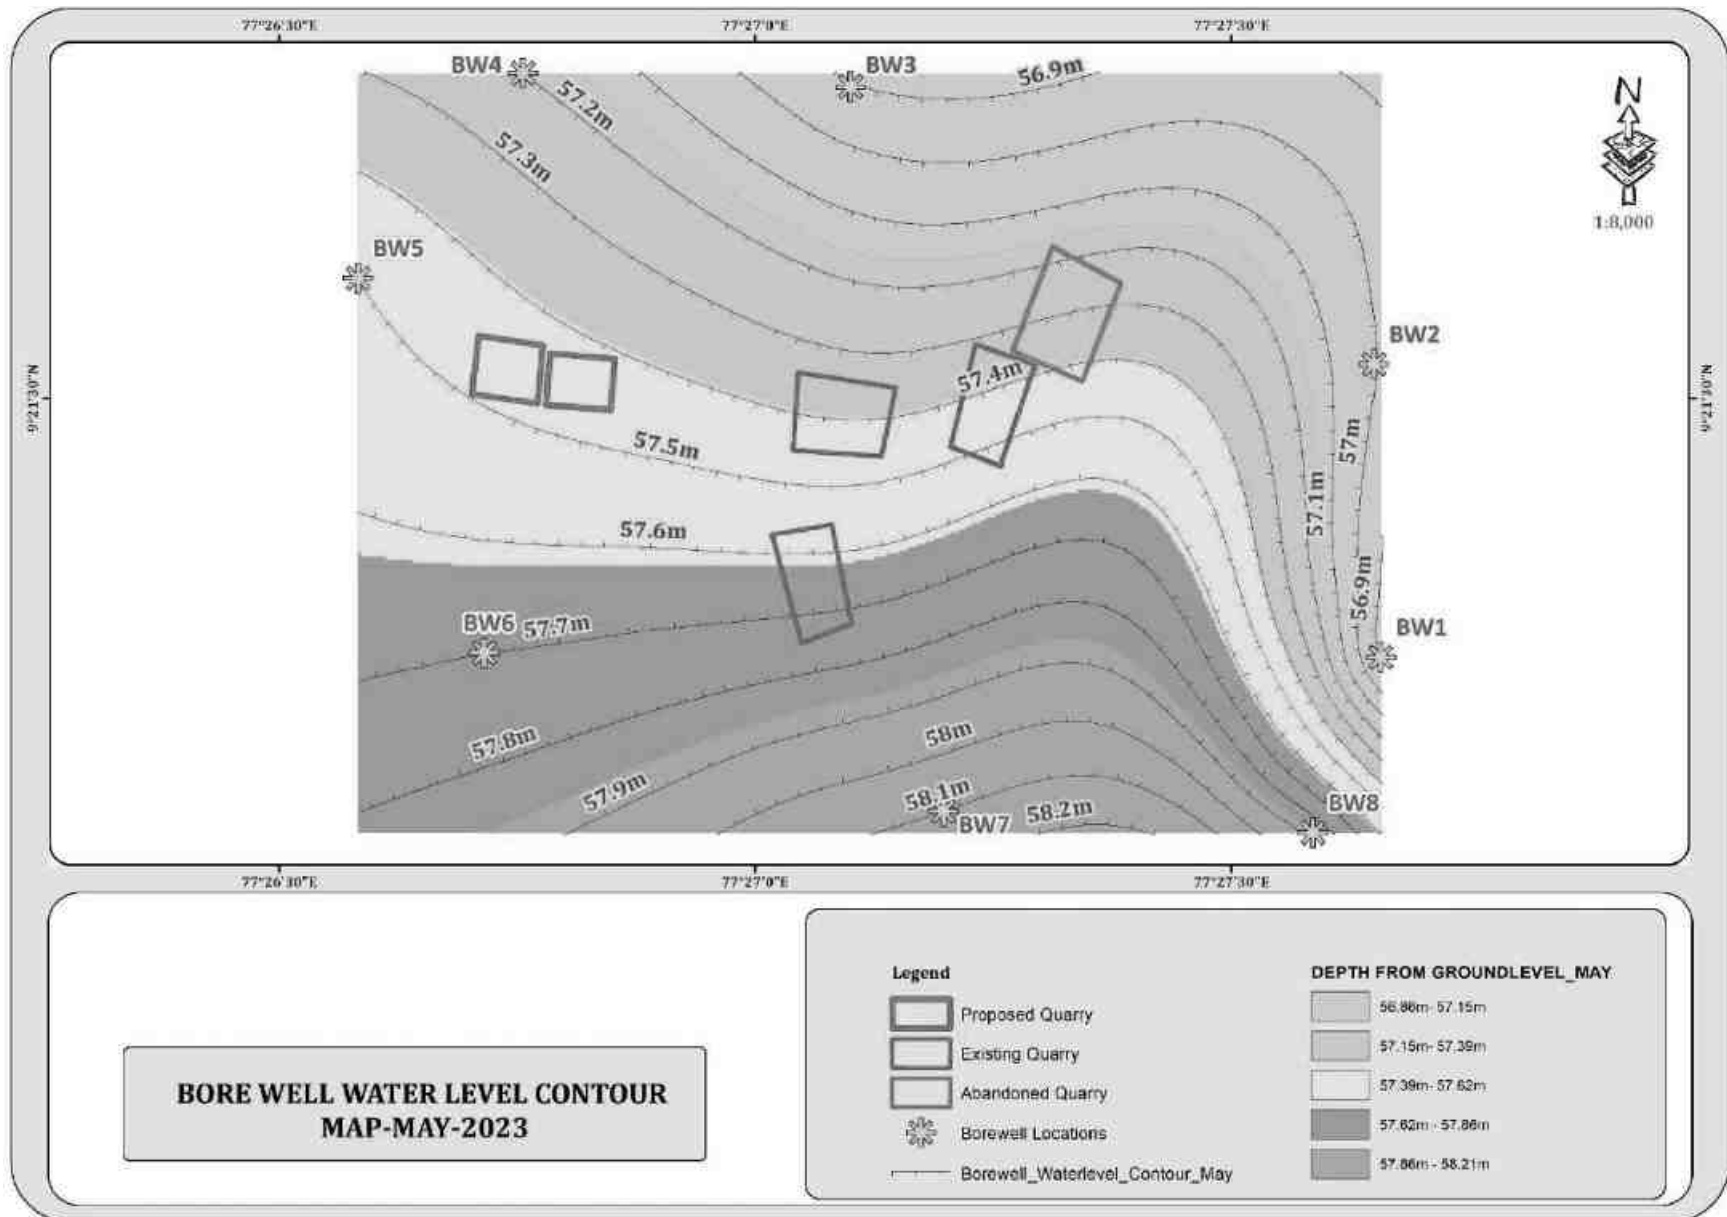 77°26'30"E 77°27'0"E 77°27'30"E
BW4 BW3 56.9m
N
57.2m
57.3m
1:8,000
BW5
BW2
9°21'30"N 57.4m 9°21'30"N
57.5m 57m
57.1m
57.6m
56.9m
BW6 57.7m BW1
57.8m 58m
57.9m 58.1m BW8
BW7 58.2m
77°26'30"E 77°27'0"E 77°27'30"E
BORE WELL WATER LEVEL CONTOUR
MAP-MAY-2023
Legend
Proposed Quarry
Existing Quarry
Abandoned Quarry
Borewell Locations
Borewell_Waterlevel_Contour_May
DEPTH FROM GROUNDLEVEL_MAY
56.86m- 57.15m
57.15m- 57.39m
57.39m- 57.62m
57.62m - 57.86m
57.86m - 58.21m